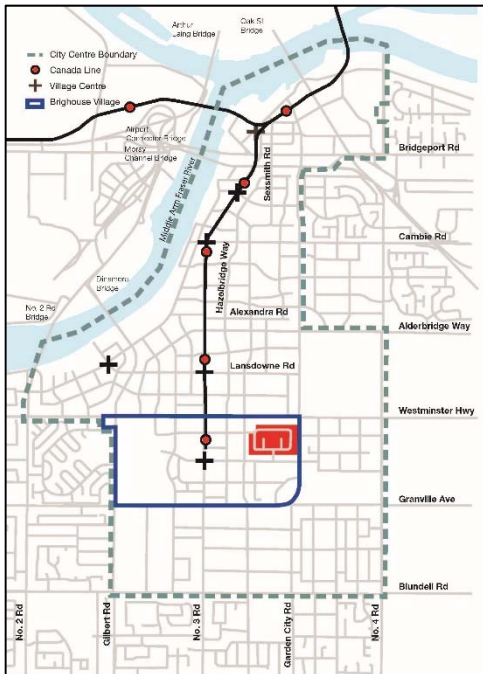 Arthur
Laing Bridge
Oak St
Bridge
City Centre Boundary
Canada Line
Village Centre
Brighouse Village
Airport
Connector Bridge
Moray
Channel Bridge
Sexsmith Rd
Bridgeport Rd
Middle Arm Fraser River
Cambie Rd
Hazelbridge Way
Dinsmore
Bridge
No. 2 Rd
Bridge
Alexandra Rd
Alderbridge Way
Lansdowne Rd
Westminster Hwy
Granville Ave
Blundell Rd
No. 2 Rd
Gilbert Rd
No. 3 Rd
Garden City Rd
No. 4 Rd